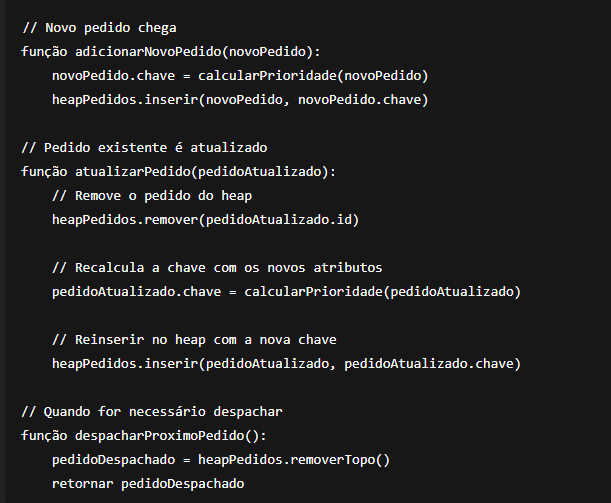 // Novo pedido chega
função adicionarNovoPedido(novoPedido):
    novoPedido.chave = calcularPrioridade(novoPedido)
    heapPedidos.inserir(novoPedido, novoPedido.chave)

// Pedido existente é atualizado
função atualizarPedido(pedidoAtualizado):
    // Remove o pedido do heap
    heapPedidos.remover(pedidoAtualizado.id)

    // Recalcula a chave com os novos atributos
    pedidoAtualizado.chave = calcularPrioridade(pedidoAtualizado)

    // Reinserir no heap com a nova chave
    heapPedidos.inserir(pedidoAtualizado, pedidoAtualizado.chave)

// Quando for necessário despachar
função despacharProximoPedido():
    pedidoDespachado = heapPedidos.removerTopo()
    retornar pedidoDespachado